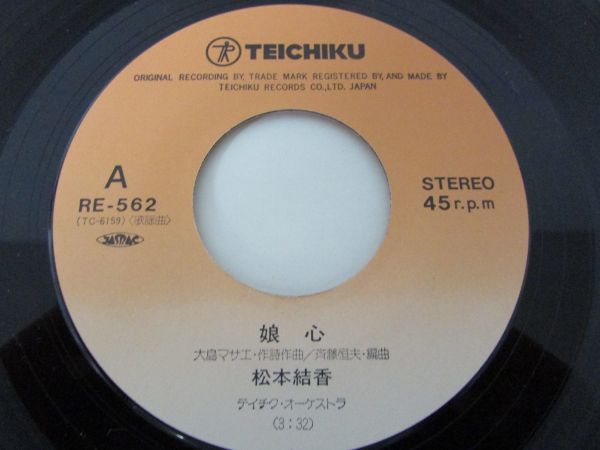 TEICHIKU
ORIGINAL RECORDING BY, TRADE MARK REGISTERED BY, AND MADE BY
TEICHIKU RECORDS CO., LTD. JAPAN
A
RE-562
(TC-6159)〈歌謡曲〉
JASRAC
STEREO
45 r.p.m
娘心
大島マサエ・作詩作曲／斉藤恒夫・編曲
松本結香
テイチク・オーケストラ
(3:32)